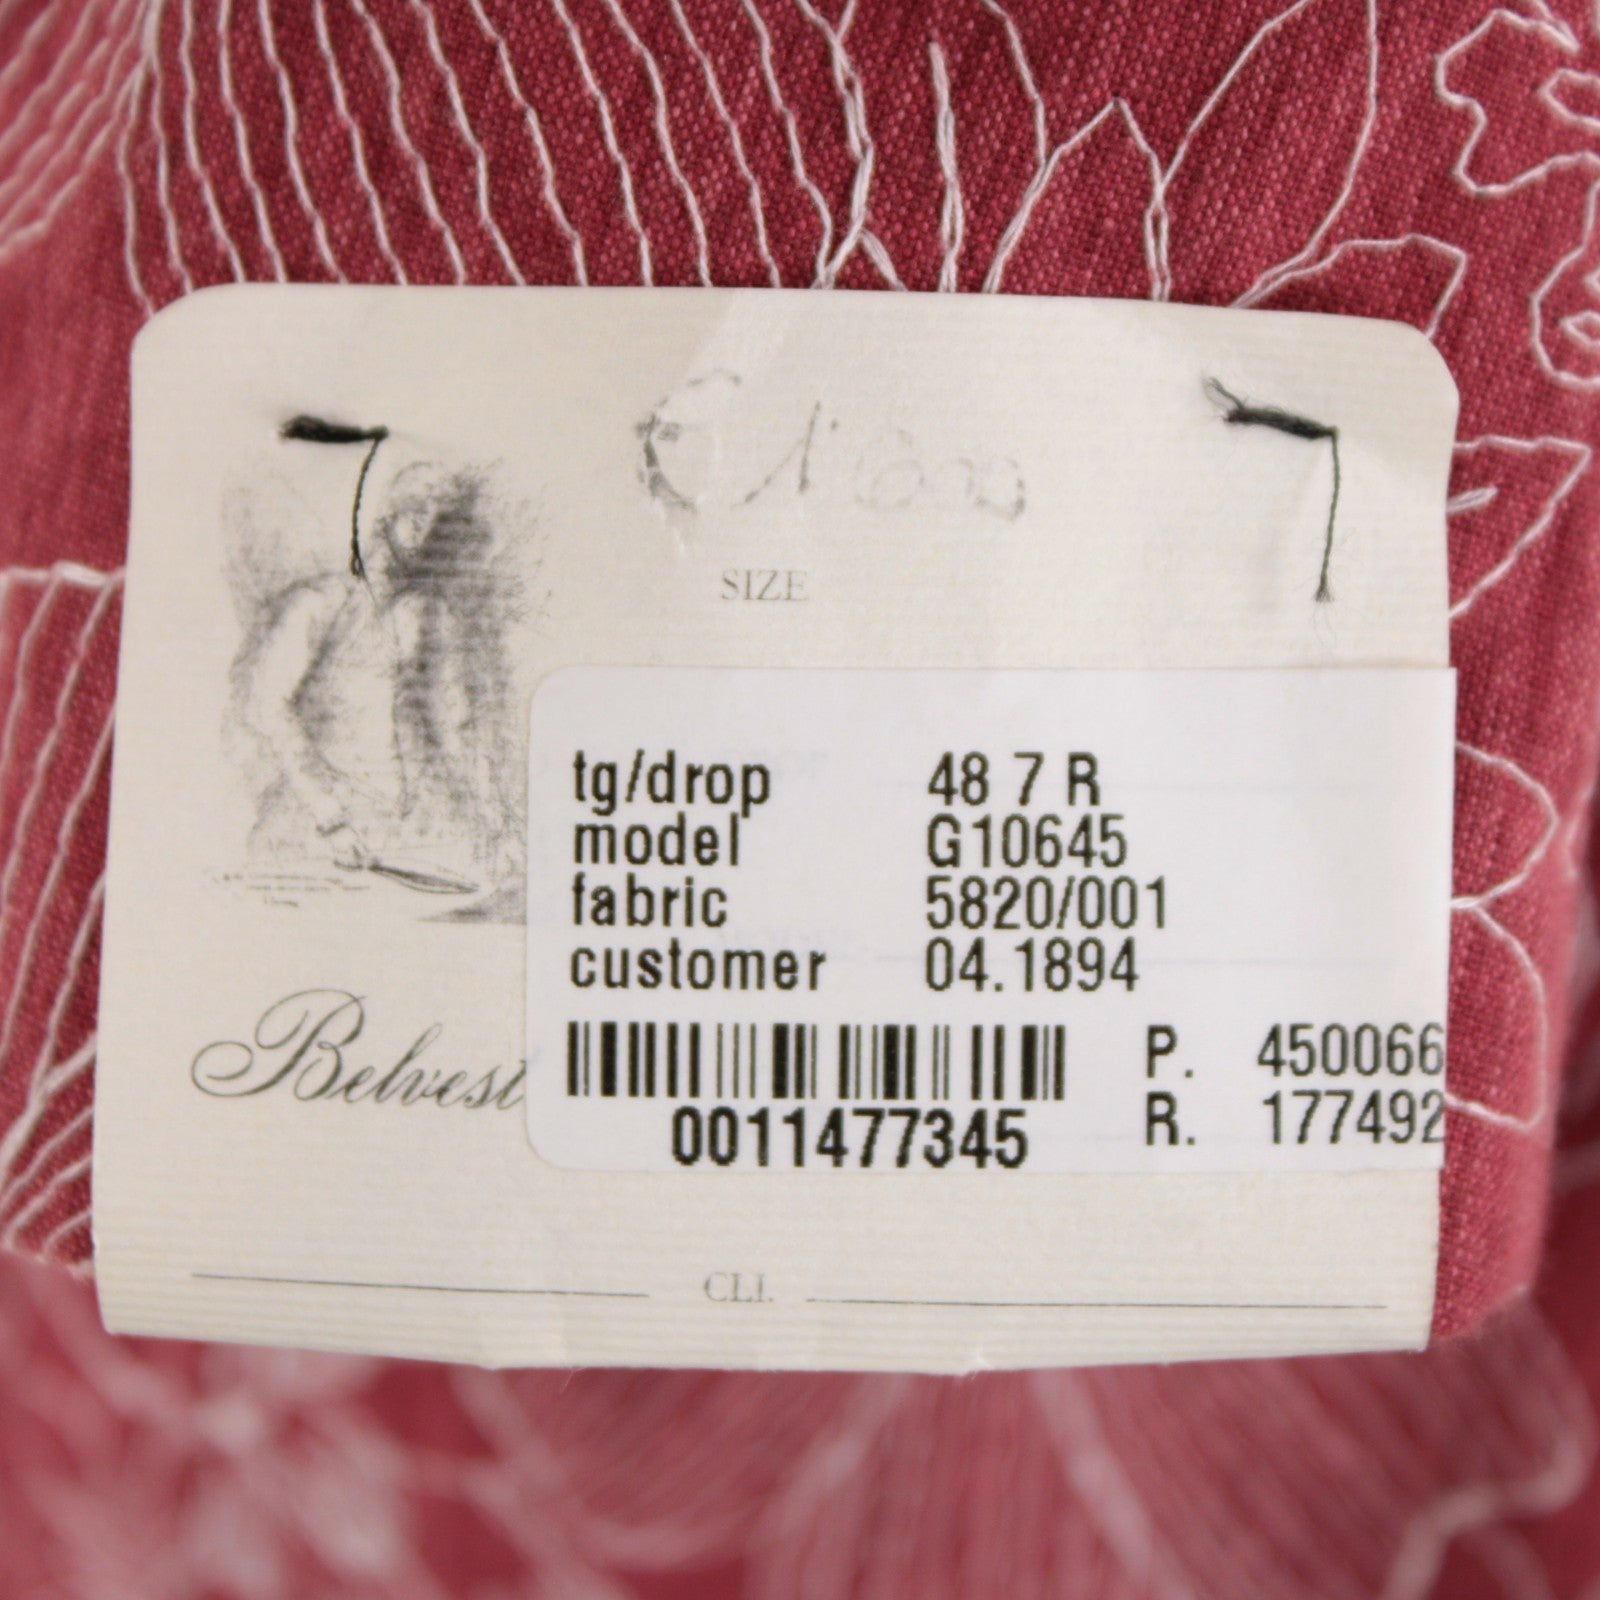 SIZE
tg/drop 48 7 R
model G10645
fabric 5820/001
customer 04.1894
P. 450066
R. 177492
0011477345
Belvest
CLI.